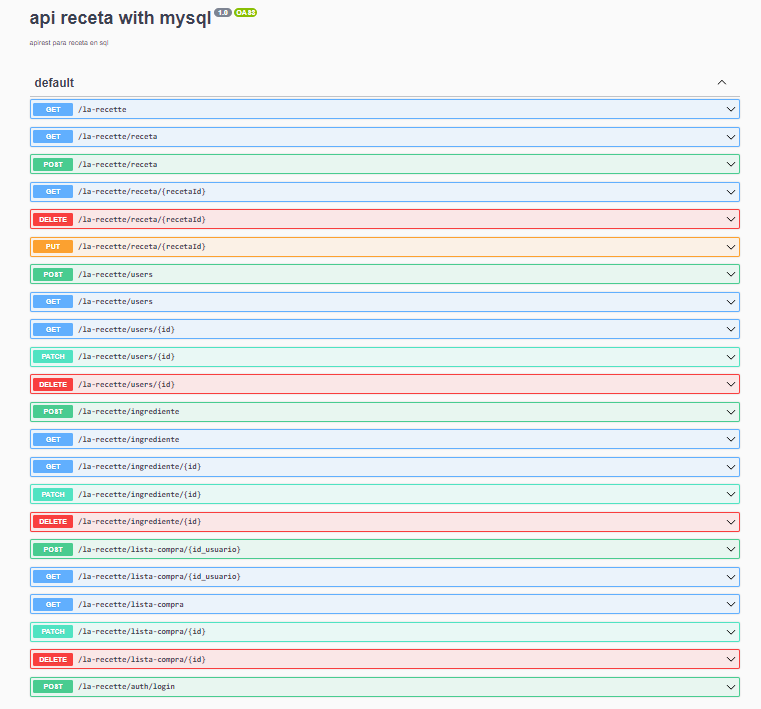 api receta with mysql 1.0 OAS3
apirest para receta en sql
default
GET /la-recette
GET /la-recette/receta
POST /la-recette/receta
GET /la-recette/receta/{recetaId}
DELETE /la-recette/receta/{recetaId}
PUT /la-recette/receta/{recetaId}
POST /la-recette/users
GET /la-recette/users
GET /la-recette/users/{id}
PATCH /la-recette/users/{id}
DELETE /la-recette/users/{id}
POST /la-recette/ingrediente
GET /la-recette/ingrediente
GET /la-recette/ingrediente/{id}
PATCH /la-recette/ingrediente/{id}
DELETE /la-recette/ingrediente/{id}
POST /la-recette/lista-compra/{id_usuario}
GET /la-recette/lista-compra/{id_usuario}
GET /la-recette/lista-compra
PATCH /la-recette/lista-compra/{id}
DELETE /la-recette/lista-compra/{id}
POST /la-recette/auth/login